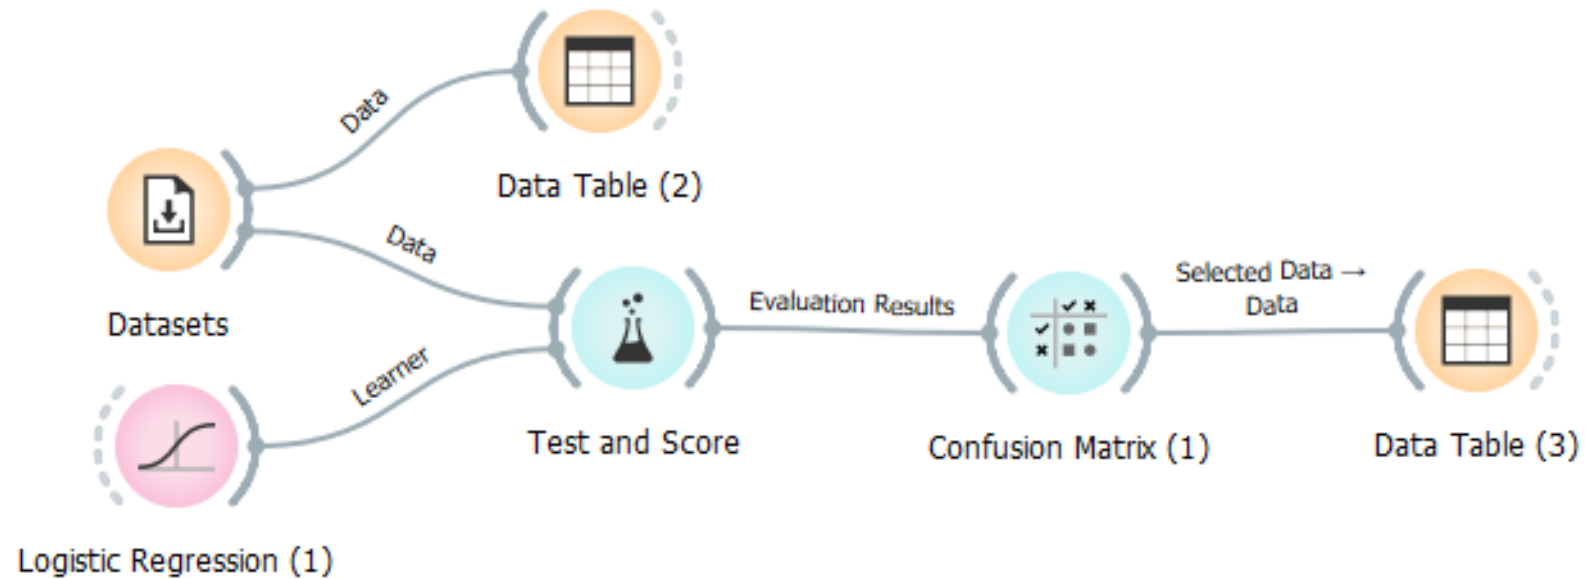 Data
Data Table (2)
Data
Datasets
Selected Data →
Data
Evaluation Results
Learner
Test and Score
Confusion Matrix (1)
Data Table (3)
Logistic Regression (1)